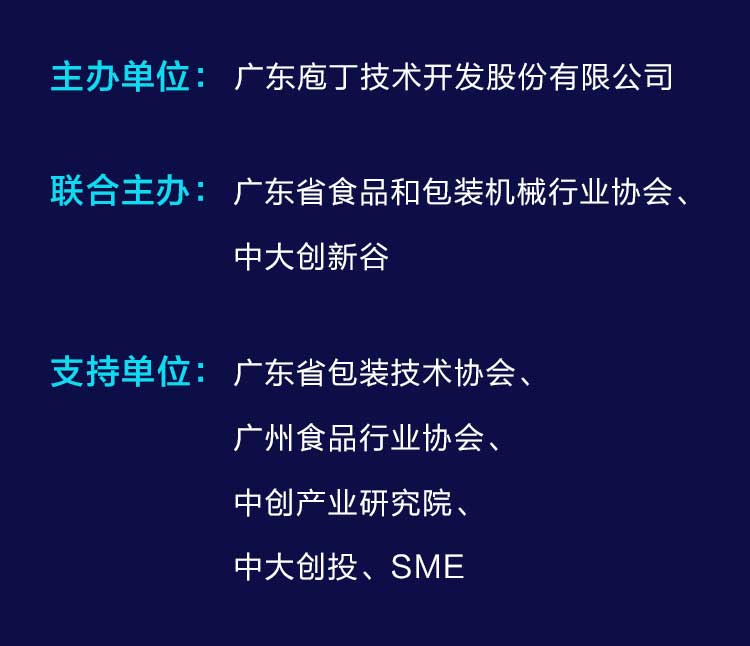 主办单位：广东庖丁技术开发股份有限公司
联合主办：广东省食品和包装机械行业协会、
中大创新谷
支持单位：广东省包装技术协会、
广州食品行业协会、
中创产业研究院、
中大创投、SME